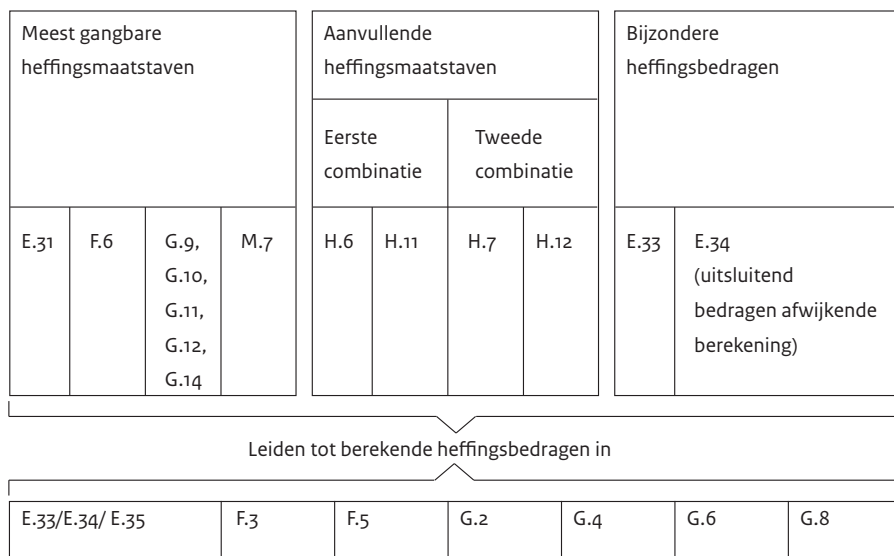 Meest gangbare
heffingsmaatstaven
Aanvullende
heffingsmaatstaven
Bijzondere
heffingsbedragen
Eerste
combinatie
Tweede
combinatie
E.31
F.6
G.9,
G.10,
G.11,
G.12,
G.14
M.7
H.6
H.11
H.7
H.12
E.33
E.34
(uitsluitend
bedragen afwijkende
berekening)
Leiden tot berekende heffingsbedragen in
E.33/E.34/ E.35
F.3
F.5
G.2
G.4
G.6
G.8